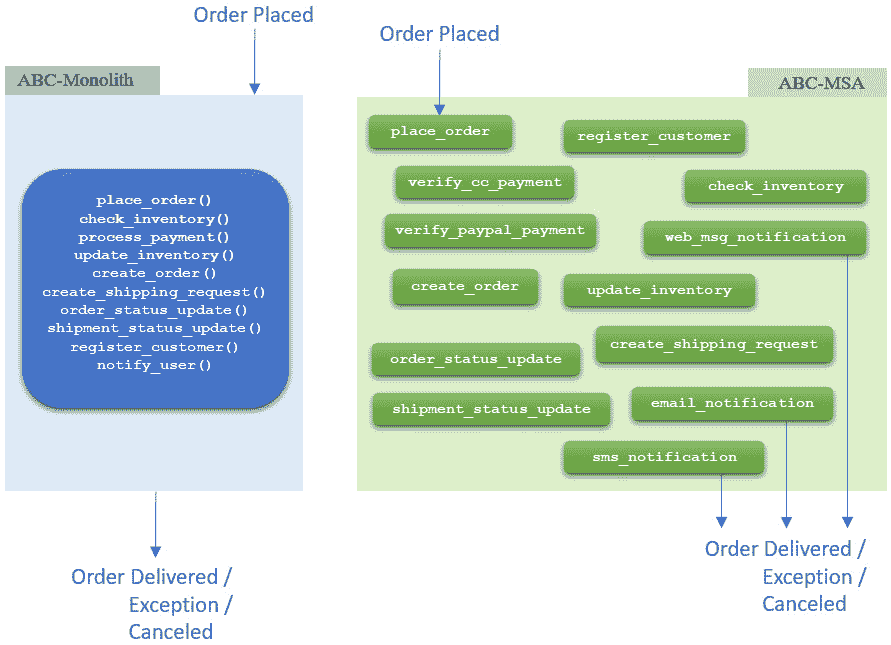 Order Placed
ABC-Monolith
place_order()
check_inventory()
process_payment()
update_inventory()
create_order()
create_shipping_request()
order_status_update()
shipment_status_update()
register_customer()
notify_user()
Order Delivered /
Exception /
Canceled
Order Placed
ABC-MSA
place_order
register_customer
verify_cc_payment
check_inventory
verify_paypal_payment
web_msg_notification
create_order
update_inventory
create_shipping_request
order_status_update
email_notification
shipment_status_update
sms_notification
Order Delivered /
Exception /
Canceled